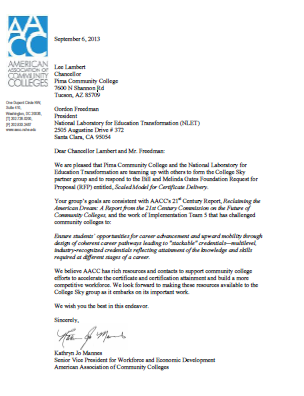 AA
CC
AMERICAN
ASSOCIATION OF
COMMUNITY
COLLEGES
One Dupont Circle NW,
Suite 410,
Washington, DC 20036
www.aacc.nche.edu
September 6, 2013
Lee Lambert
Chancellor
Pima Community College
7600 N Shannon Rd
Tucson, AZ 85709
Gordon Freedman
President
National Laboratory for Education Transformation (NLET)
2505 Augustine Drive # 372
Santa Clara, CA 95054
Dear Chancellor Lambert and Mr. Freedman:
We are pleased that Pima Community College and the National Laboratory for
Education Transformation are teaming up with others to form the College Sky
partner group and to respond to the Bill and Melinda Gates Foundation Request for
Proposal (RFP) entitled, Scaled Model for Certificate Delivery.
Your group's goals are consistent with AACC's 21st Century Report, Reclaiming the
American Dream: A Report from the 21st Century Commission on the Future of
Community Colleges, and the work of Implementation Team 5 that has
challenged community colleges to:
Ensure students' opportunities for career advancement and upward mobility through
design of coherent career pathways leading to "stackable" credentials—multilevel,
industry-recognized credentials reflecting attainment of the knowledge and skills
required at different stages of a career.
We believe AACC has rich resources and contacts to support community college
efforts to accelerate the certificate and certification attainment and build a more
competitive workforce. We look forward to making these resources available to the
College Sky group as it embarks on its important work.
We wish you the best in this endeavor.
Sincerely,
Kathryn Jo Mannes
Senior Vice President for Workforce and Economic Development
American Association of Community Colleges